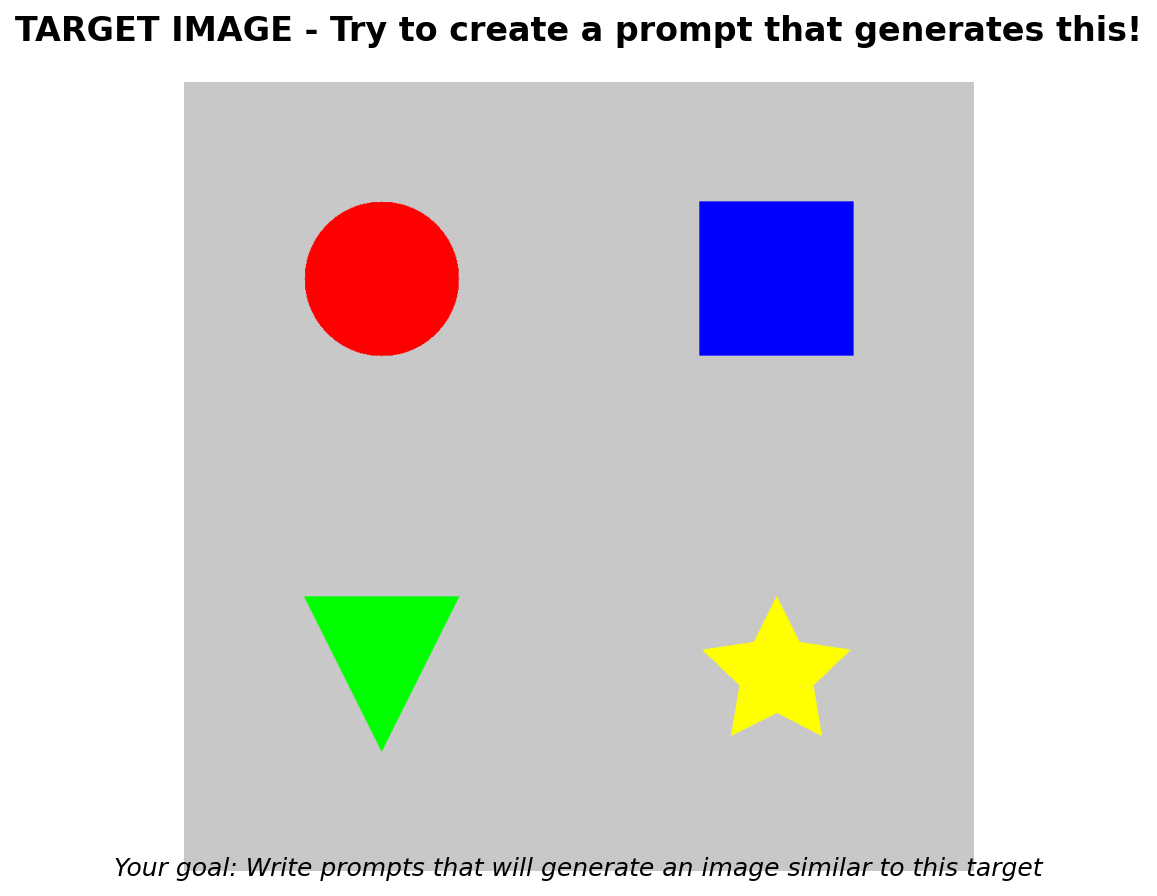 TARGET IMAGE - Try to create a prompt that generates this!
Your goal: Write prompts that will generate an image similar to this target